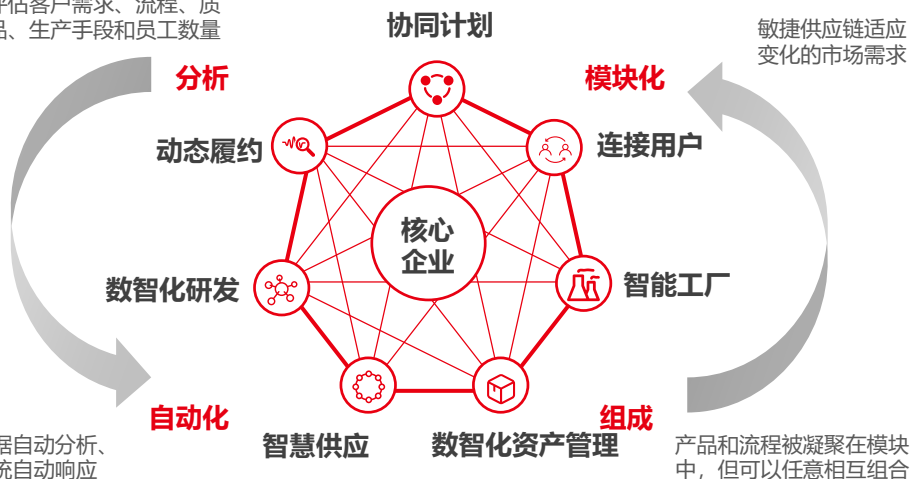 评估客户需求、流程、质
品、生产手段和员工数量
协同计划
敏捷供应链适应
变化的市场需求
分析
模块化
动态履约
连接用户
核心
企业
数智化研发
智能工厂
自动化
组成
智慧供应
数智化资产管理
据自动分析、
统自动响应
产品和流程被凝聚在模块
中，但可以任意相互组合